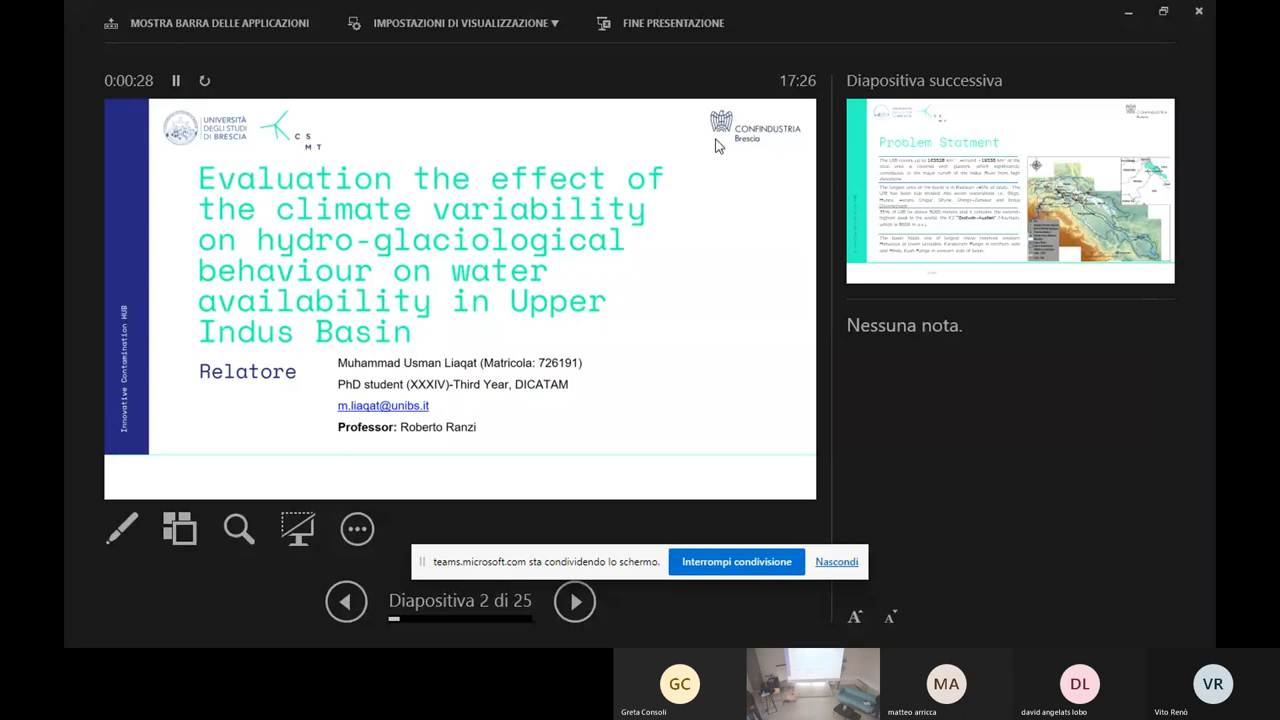 MOSTRA BARRA DELLE APPLICAZIONI
IMPOSTAZIONI DI VISUALIZZAZIONE ▼
FINE PRESENTAZIONE
0:00:28
17:26
Diapositiva successiva
UNIVERSITÀ
DEGLI STUDI
DI BRESCIA
C S
M T
CONFINDUSTRIA
Brescia
Evaluation the effect of
the climate variability
on hydro-glaciological
behaviour on water
availability in Upper
Indus Basin
Relatore
Muhammad Usman Liaqat (Matricola: 726191)
PhD student (XXXIV)-Third Year, DICATAM
m.liaqat@unibs.it
Professor: Roberto Ranzi
Innovative Contamination HUB
Problem Statment
Nessuna nota.
teams.microsoft.com sta condividendo lo schermo.
Interrompi condivisione
Nascondi
Diapositiva 2 di 25
A A
GC
Greta Consoli
MA
matteo arricca
DL
david angelats lobo
VR
Vito Renò